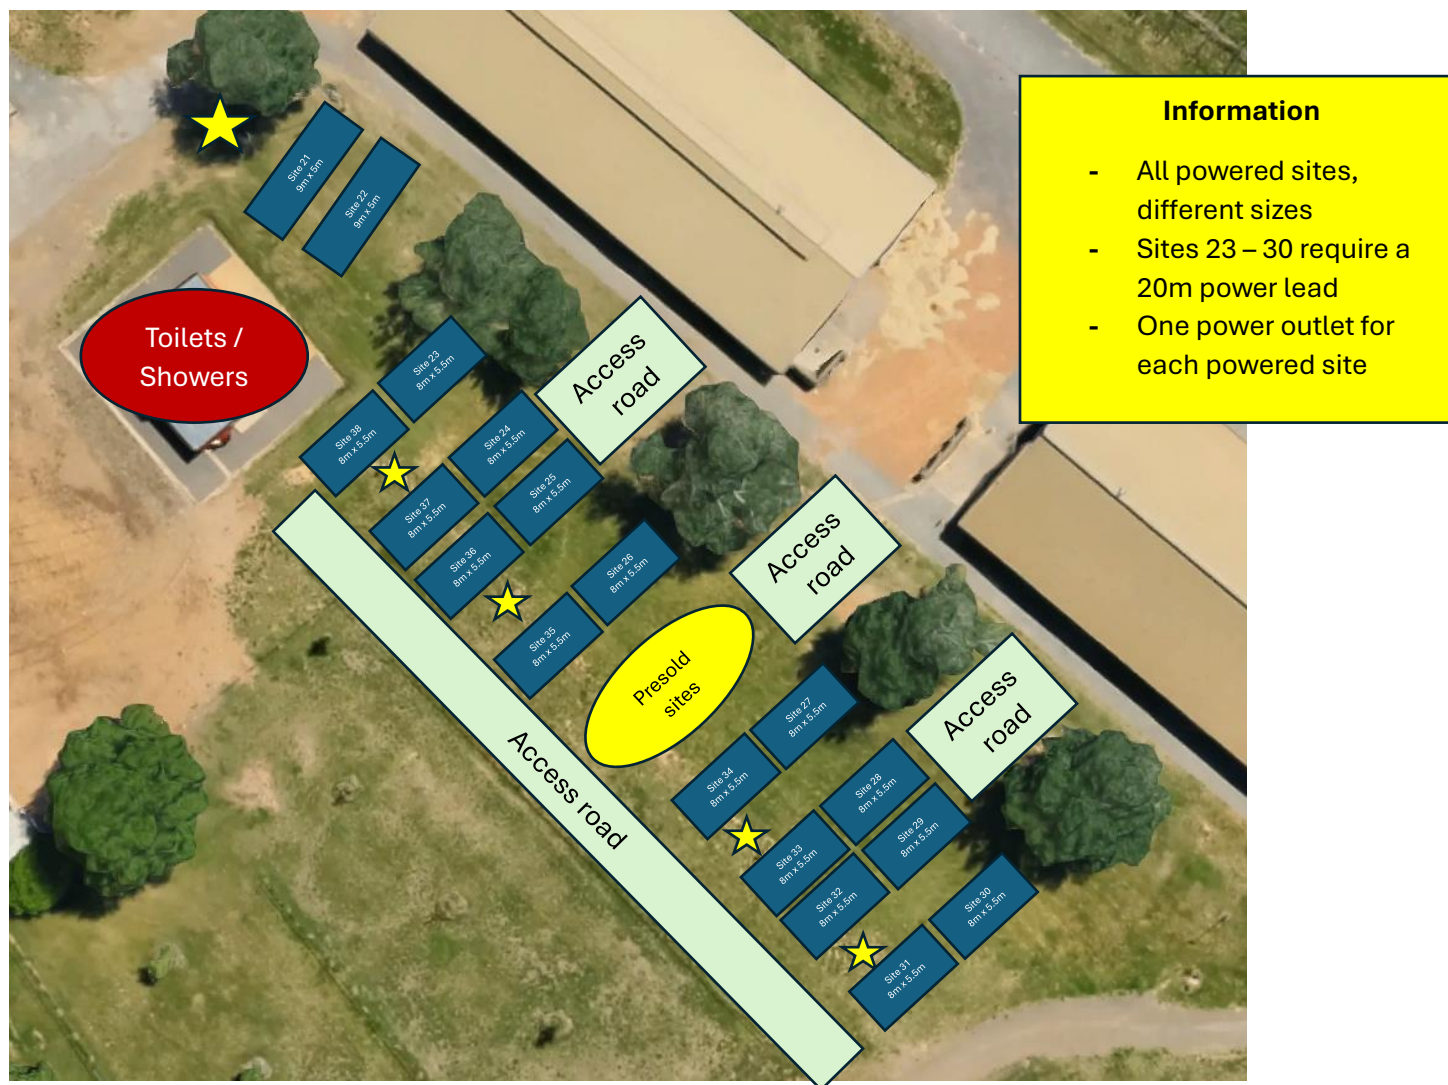 Information
- All powered sites,
different sizes
- Sites 23 – 30 require a
20m power lead
- One power outlet for
each powered site
Site 21
9m x 5m
Site 22
9m x 5m
Toilets /
Showers
Site 23
8m x 5.5m
Site 38
8m x 5.5m
Access
road
Site 24
8m x 5.5m
Site 37
8m x 5.5m
Site 25
8m x 5.5m
Site 36
8m x 5.5m
Access
road
Site 26
8m x 5.5m
Site 35
8m x 5.5m
Presold
sites
Access
road
Site 27
8m x 5.5m
Site 34
8m x 5.5m
Access road
Site 28
8m x 5.5m
Site 33
8m x 5.5m
Site 29
8m x 5.5m
Site 32
8m x 5.5m
Site 30
8m x 5.5m
Site 31
8m x 5.5m